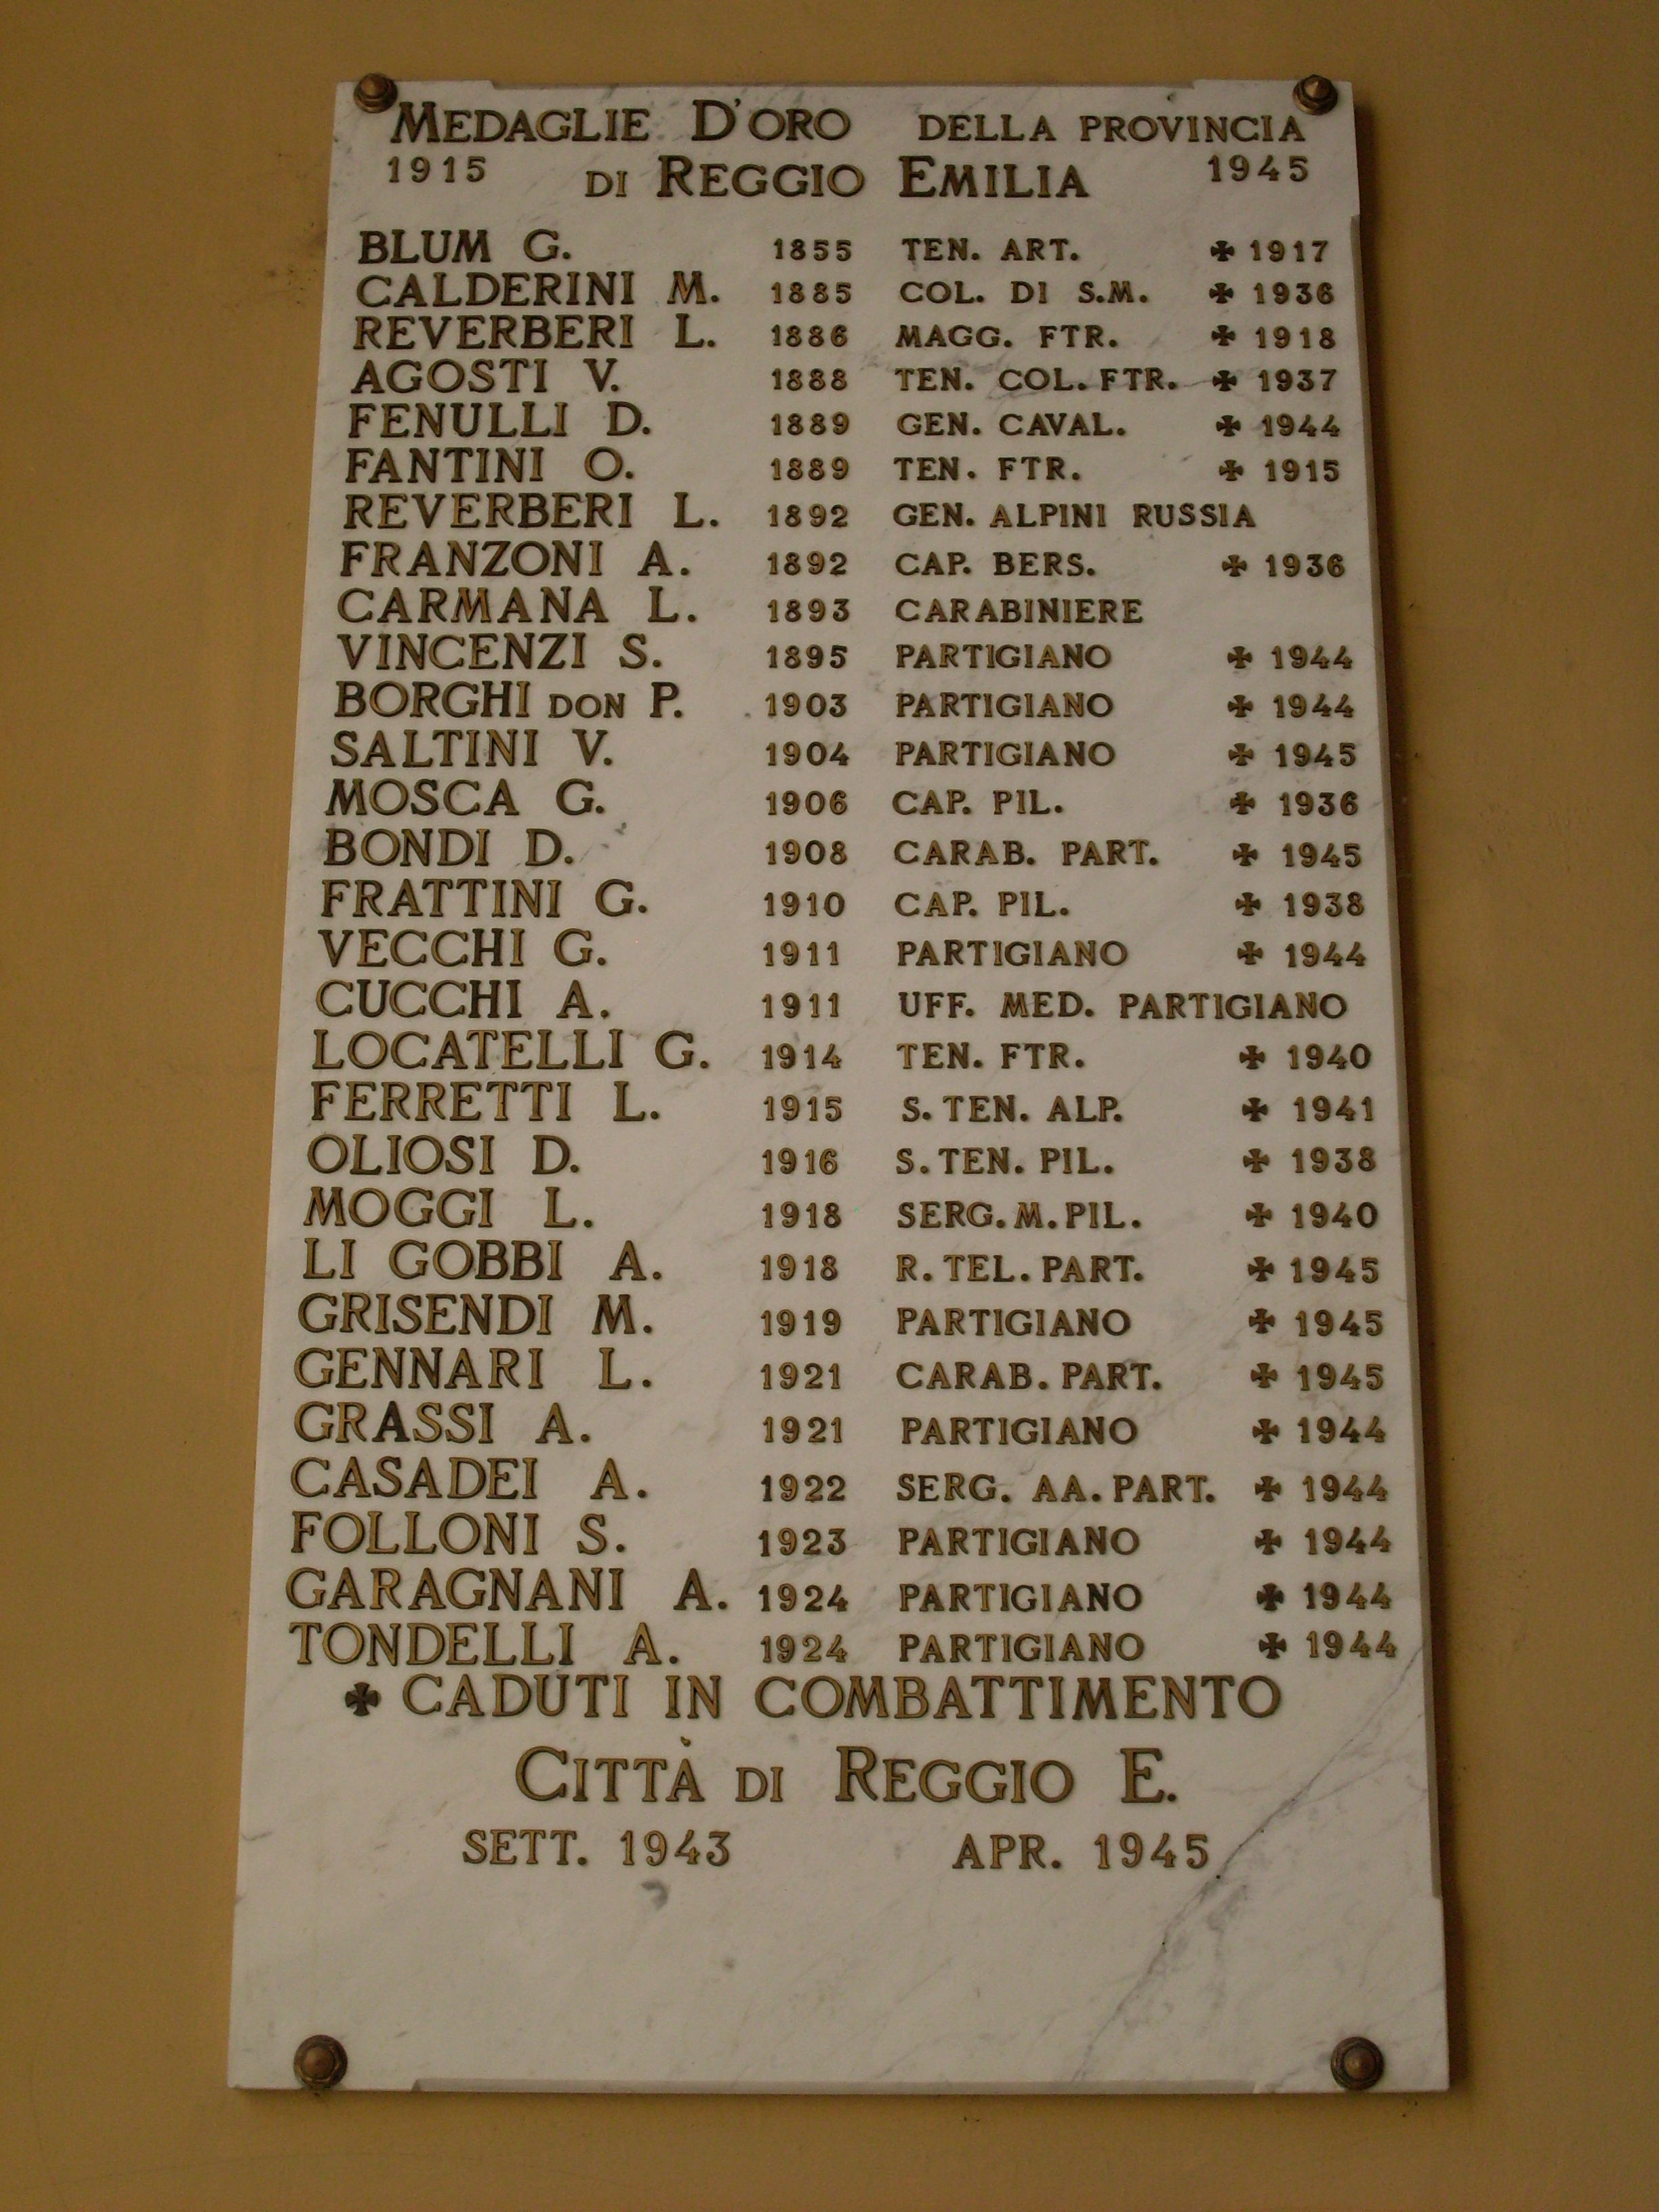 MEDAGLIE D'ORO DELLA PROVINCIA
1915 DI REGGIO EMILIA 1945
BLUM G. 1855 TEN. ART. ✠ 1917
CALDERINI M. 1885 COL. DI S.M. ✠ 1936
REVERBERI L. 1886 MAGG. FTR. ✠ 1918
AGOSTI V. 1888 TEN. COL. FTR. ✠ 1937
FENULLI D. 1889 GEN. CAVAL. ✠ 1944
FANTINI O. 1889 TEN. FTR. ✠ 1915
REVERBERI L. 1892 GEN. ALPINI RUSSIA
FRANZONI A. 1892 CAP. BERS. ✠ 1936
CARMANA L. 1893 CARABINIERE
VINCENZI S. 1895 PARTIGIANO ✠ 1944
BORGHI DON P. 1903 PARTIGIANO ✠ 1944
SALTINI V. 1904 PARTIGIANO ✠ 1945
MOSCA G. 1906 CAP. PIL. ✠ 1936
BONDI D. 1908 CARAB. PART. ✠ 1945
FRATTINI G. 1910 CAP. PIL. ✠ 1938
VECCHI G. 1911 PARTIGIANO ✠ 1944
CUCCHI A. 1911 UFF. MED. PARTIGIANO
LOCATELLI G. 1914 TEN. FTR. ✠ 1940
FERRETTI L. 1915 S. TEN. ALP. ✠ 1941
OLIOSI D. 1916 S. TEN. PIL. ✠ 1938
MOGGI L. 1918 SERG. M. PIL. ✠ 1940
LI GOBBI A. 1918 R. TEL. PART. ✠ 1945
GRISENDI M. 1919 PARTIGIANO ✠ 1945
GENNARI L. 1921 CARAB. PART. ✠ 1945
GRASSI A. 1921 PARTIGIANO ✠ 1944
CASADEI A. 1922 SERG. AA. PART. ✠ 1944
FOLLONI S. 1923 PARTIGIANO ✠ 1944
GARAGNANI A. 1924 PARTIGIANO ✠ 1944
TONDELLI A. 1924 PARTIGIANO ✠ 1944
✠ CADUTI IN COMBATTIMENTO
CITTÀ DI REGGIO E.
SETT. 1943 APR. 1945